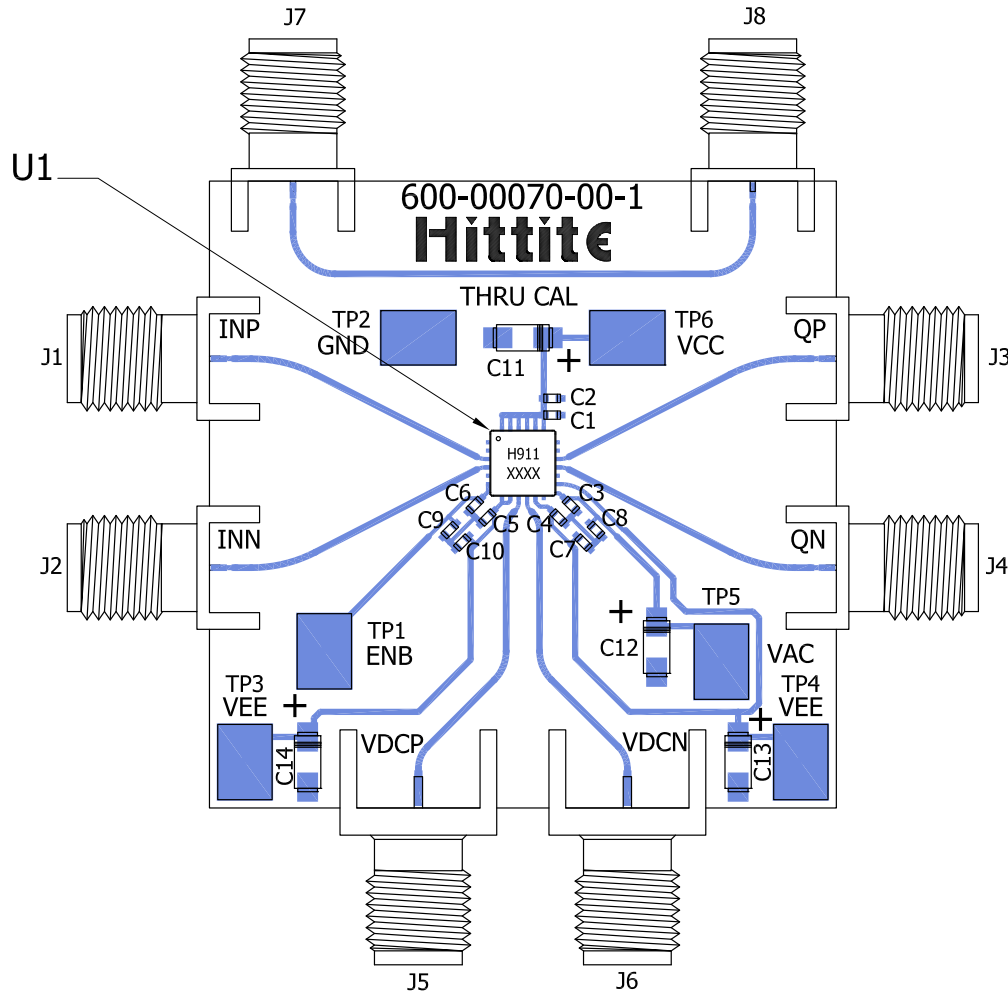 J7
J8
U1
600-00070-00-1
Hittite
THRU CAL
INP
TP2
GND
TP6
VCC
QP
J1
C11
J3
C2
C1
H911
XXXX
C6
C3
C9
C5
C4
C8
INN
C10
C7
QN
J2
J4
TP1
ENB
C12
TP5
VAC
TP3
VEE
TP4
VEE
VDCP
VDCN
C14
C13
J5
J6